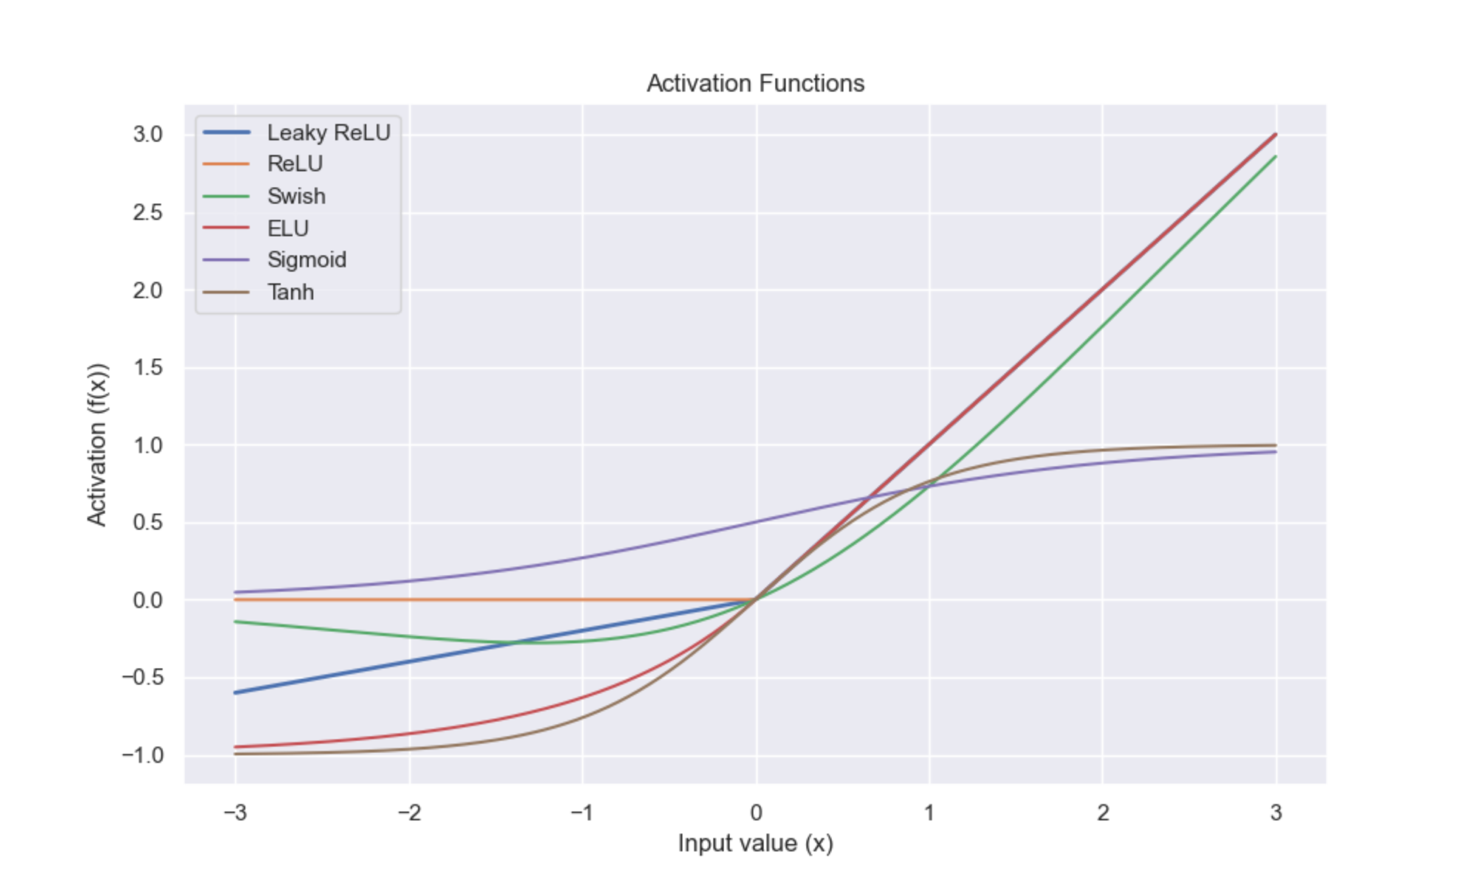 Activation Functions
Leaky ReLU
ReLU
Swish
ELU
Sigmoid
Tanh
3.0
2.5
2.0
1.5
1.0
0.5
0.0
−0.5
−1.0
Activation (f(x))
−3 −2 −1 0 1 2 3
Input value (x)